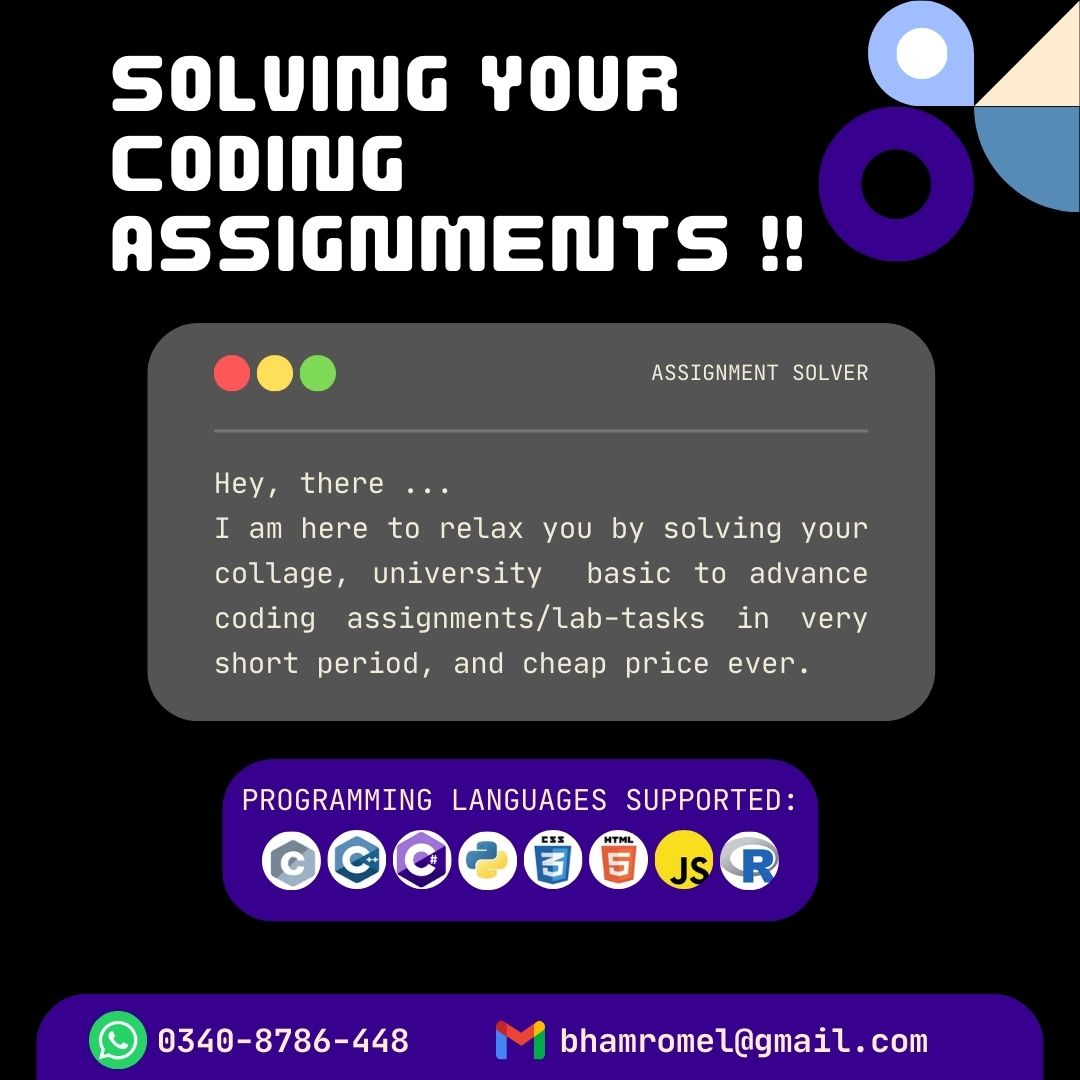 SOLVING YOUR
CODING
ASSIGNMENTS !!
ASSIGNMENT SOLVER
Hey, there ...
I am here to relax you by solving your
collage, university basic to advance
coding assignments/lab-tasks in very
short period, and cheap price ever.
PROGRAMMING LANGUAGES SUPPORTED:
C C++ C# CSS 3 HTML 5 JS R
0340-8786-448 bhamromel@gmail.com